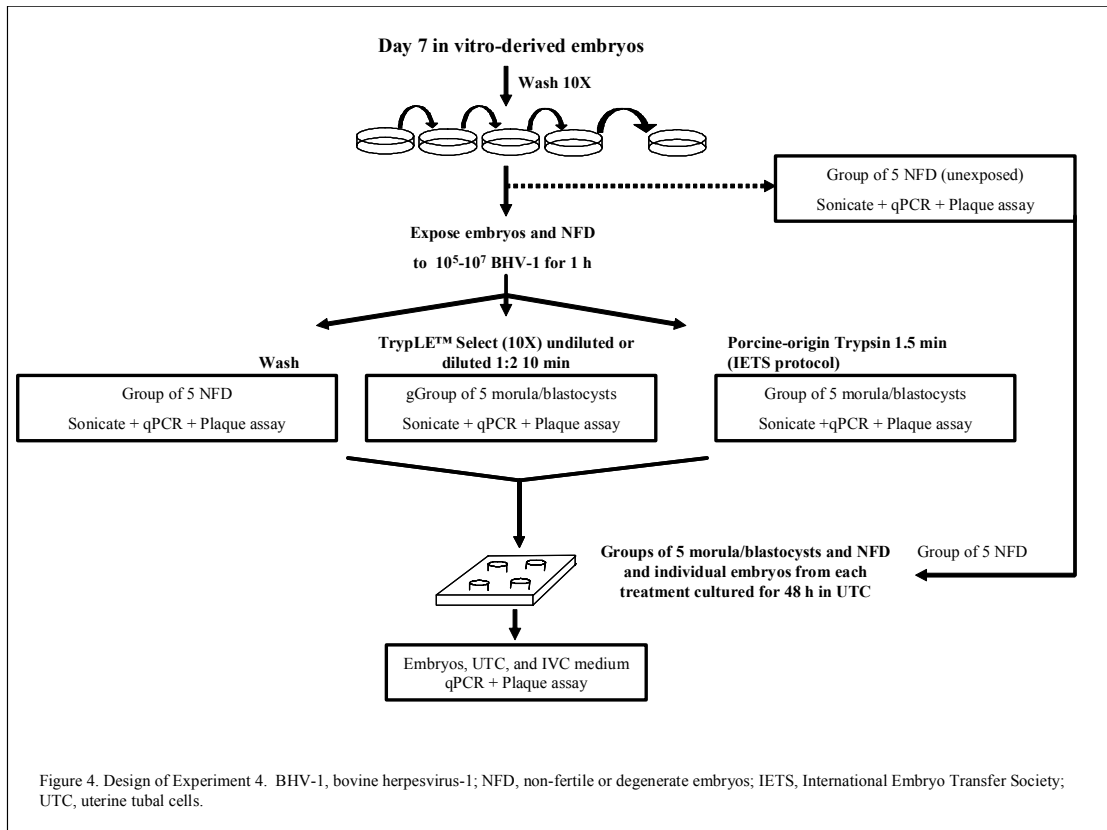 Day 7 in vitro-derived embryos
Wash 10X
Group of 5 NFD (unexposed)
Sonicate + qPCR + Plaque assay
Expose embryos and NFD
to 10⁵-10⁷ BHV-1 for 1 h
Wash
Group of 5 NFD
Sonicate + qPCR + Plaque assay
TrypLE™ Select (10X) undiluted or
diluted 1:2 10 min
gGroup of 5 morula/blastocysts
Sonicate + qPCR + Plaque assay
Porcine-origin Trypsin 1.5 min
(IETS protocol)
Group of 5 morula/blastocysts
Sonicate +qPCR + Plaque assay
Groups of 5 morula/blastocysts and NFD
and individual embryos from each
treatment cultured for 48 h in UTC
Group of 5 NFD
Embryos, UTC, and IVC medium
qPCR + Plaque assay
Figure 4. Design of Experiment 4.  BHV-1, bovine herpesvirus-1; NFD, non-fertile or degenerate embryos; IETS, International Embryo Transfer Society;
UTC, uterine tubal cells.